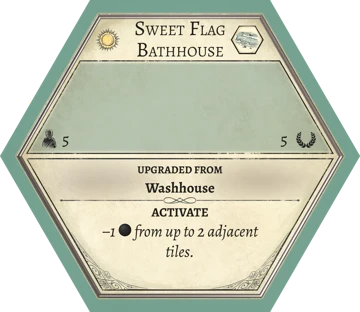 SWEET FLAG
BATHHOUSE
5 5
UPGRADED FROM
Washhouse
ACTIVATE
–1 from up to 2 adjacent
tiles.